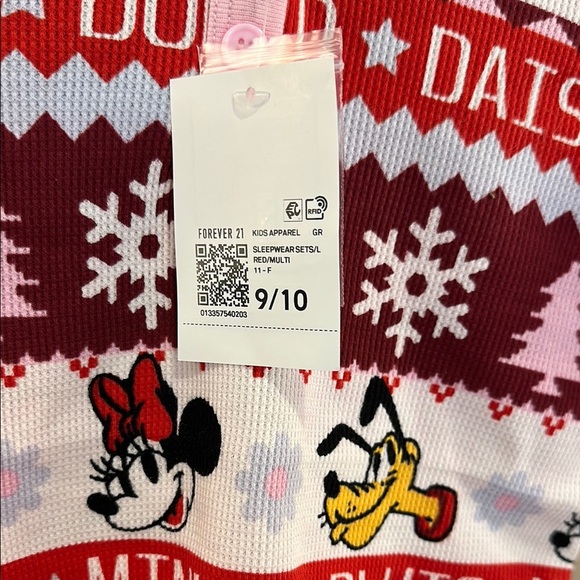 DAIS
RFID
FOREVER 21 KIDS APPAREL GR
SLEEPWEAR SETS/L
RED/MULTI
11 - F
9/10
013357540203